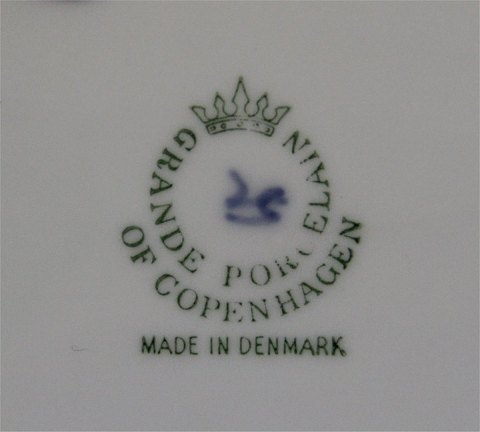 GRANDE PORCELAIN
OF COPENHAGEN
MADE IN DENMARK